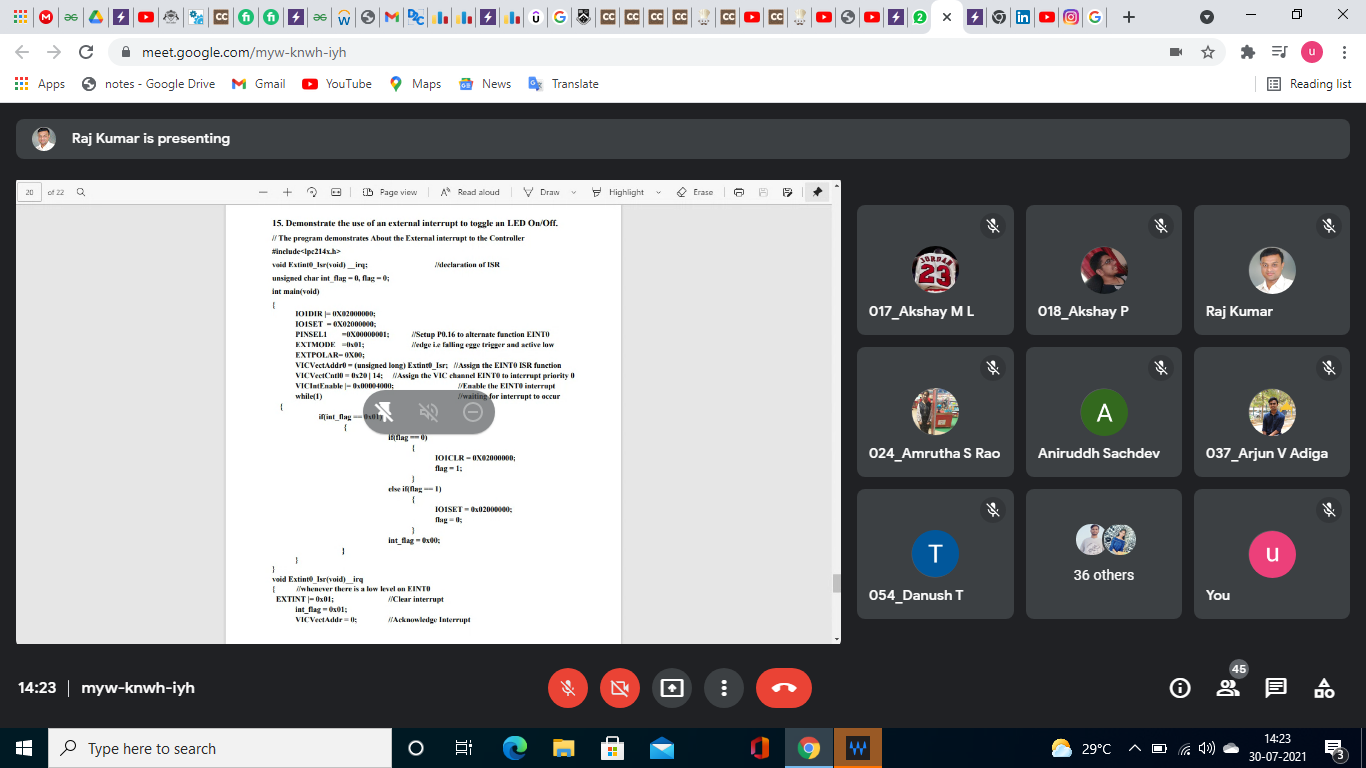 meet.google.com/myw-knwh-iyh
Apps
notes - Google Drive
Gmail
YouTube
Maps
News
Translate
Reading list
Raj Kumar is presenting
20 of 22
Page view
Read aloud
Draw
Highlight
Erase
15. Demonstrate the use of an external interrupt to toggle an LED On/Off.
// The program demonstrates About the External interrupt to the Controller
#include<lpc214x.h>
void Extint0_Isr(void) __irq; //declaration of ISR
unsigned char int_flag = 0, flag = 0;
int main(void)
{
IO1DIR |= 0X02000000;
IO1SET = 0X02000000;
PINSEL1 =0X00000001; //Setup P0.16 to alternate function EINT0
EXTMODE =0x01; //edge i.e falling egge trigger and active low
EXTPOLAR= 0X00;
VICVectAddr0 = (unsigned long) Extint0_Isr; //Assign the EINT0 ISR function
VICVectCntl0 = 0x20 | 14; //Assign the VIC channel EINT0 to interrupt priority 0
VICIntEnable |= 0x00004000; //Enable the EINT0 interrupt
while(1) //waiting for interrupt to occur
{
if(int_flag == 0x01)
{
if(flag == 0)
{
IO1CLR = 0X02000000;
flag = 1;
}
else if(flag == 1)
{
IO1SET = 0x02000000;
flag = 0;
}
int_flag = 0x00;
}
}
}
void Extint0_Isr(void)__irq
{ //whenever there is a low level on EINT0
EXTINT |= 0x01; //Clear interrupt
int_flag = 0x01;
VICVectAddr = 0; //Acknowledge Interrupt
JORDAN
23
017_Akshay M L
018_Akshay P
Raj Kumar
024_Amrutha S Rao
A
Aniruddh Sachdev
037_Arjun V Adiga
T
054_Danush T
36 others
u
You
14:23 | myw-knwh-iyh
45
Type here to search
29°C
14:23
30-07-2021
3